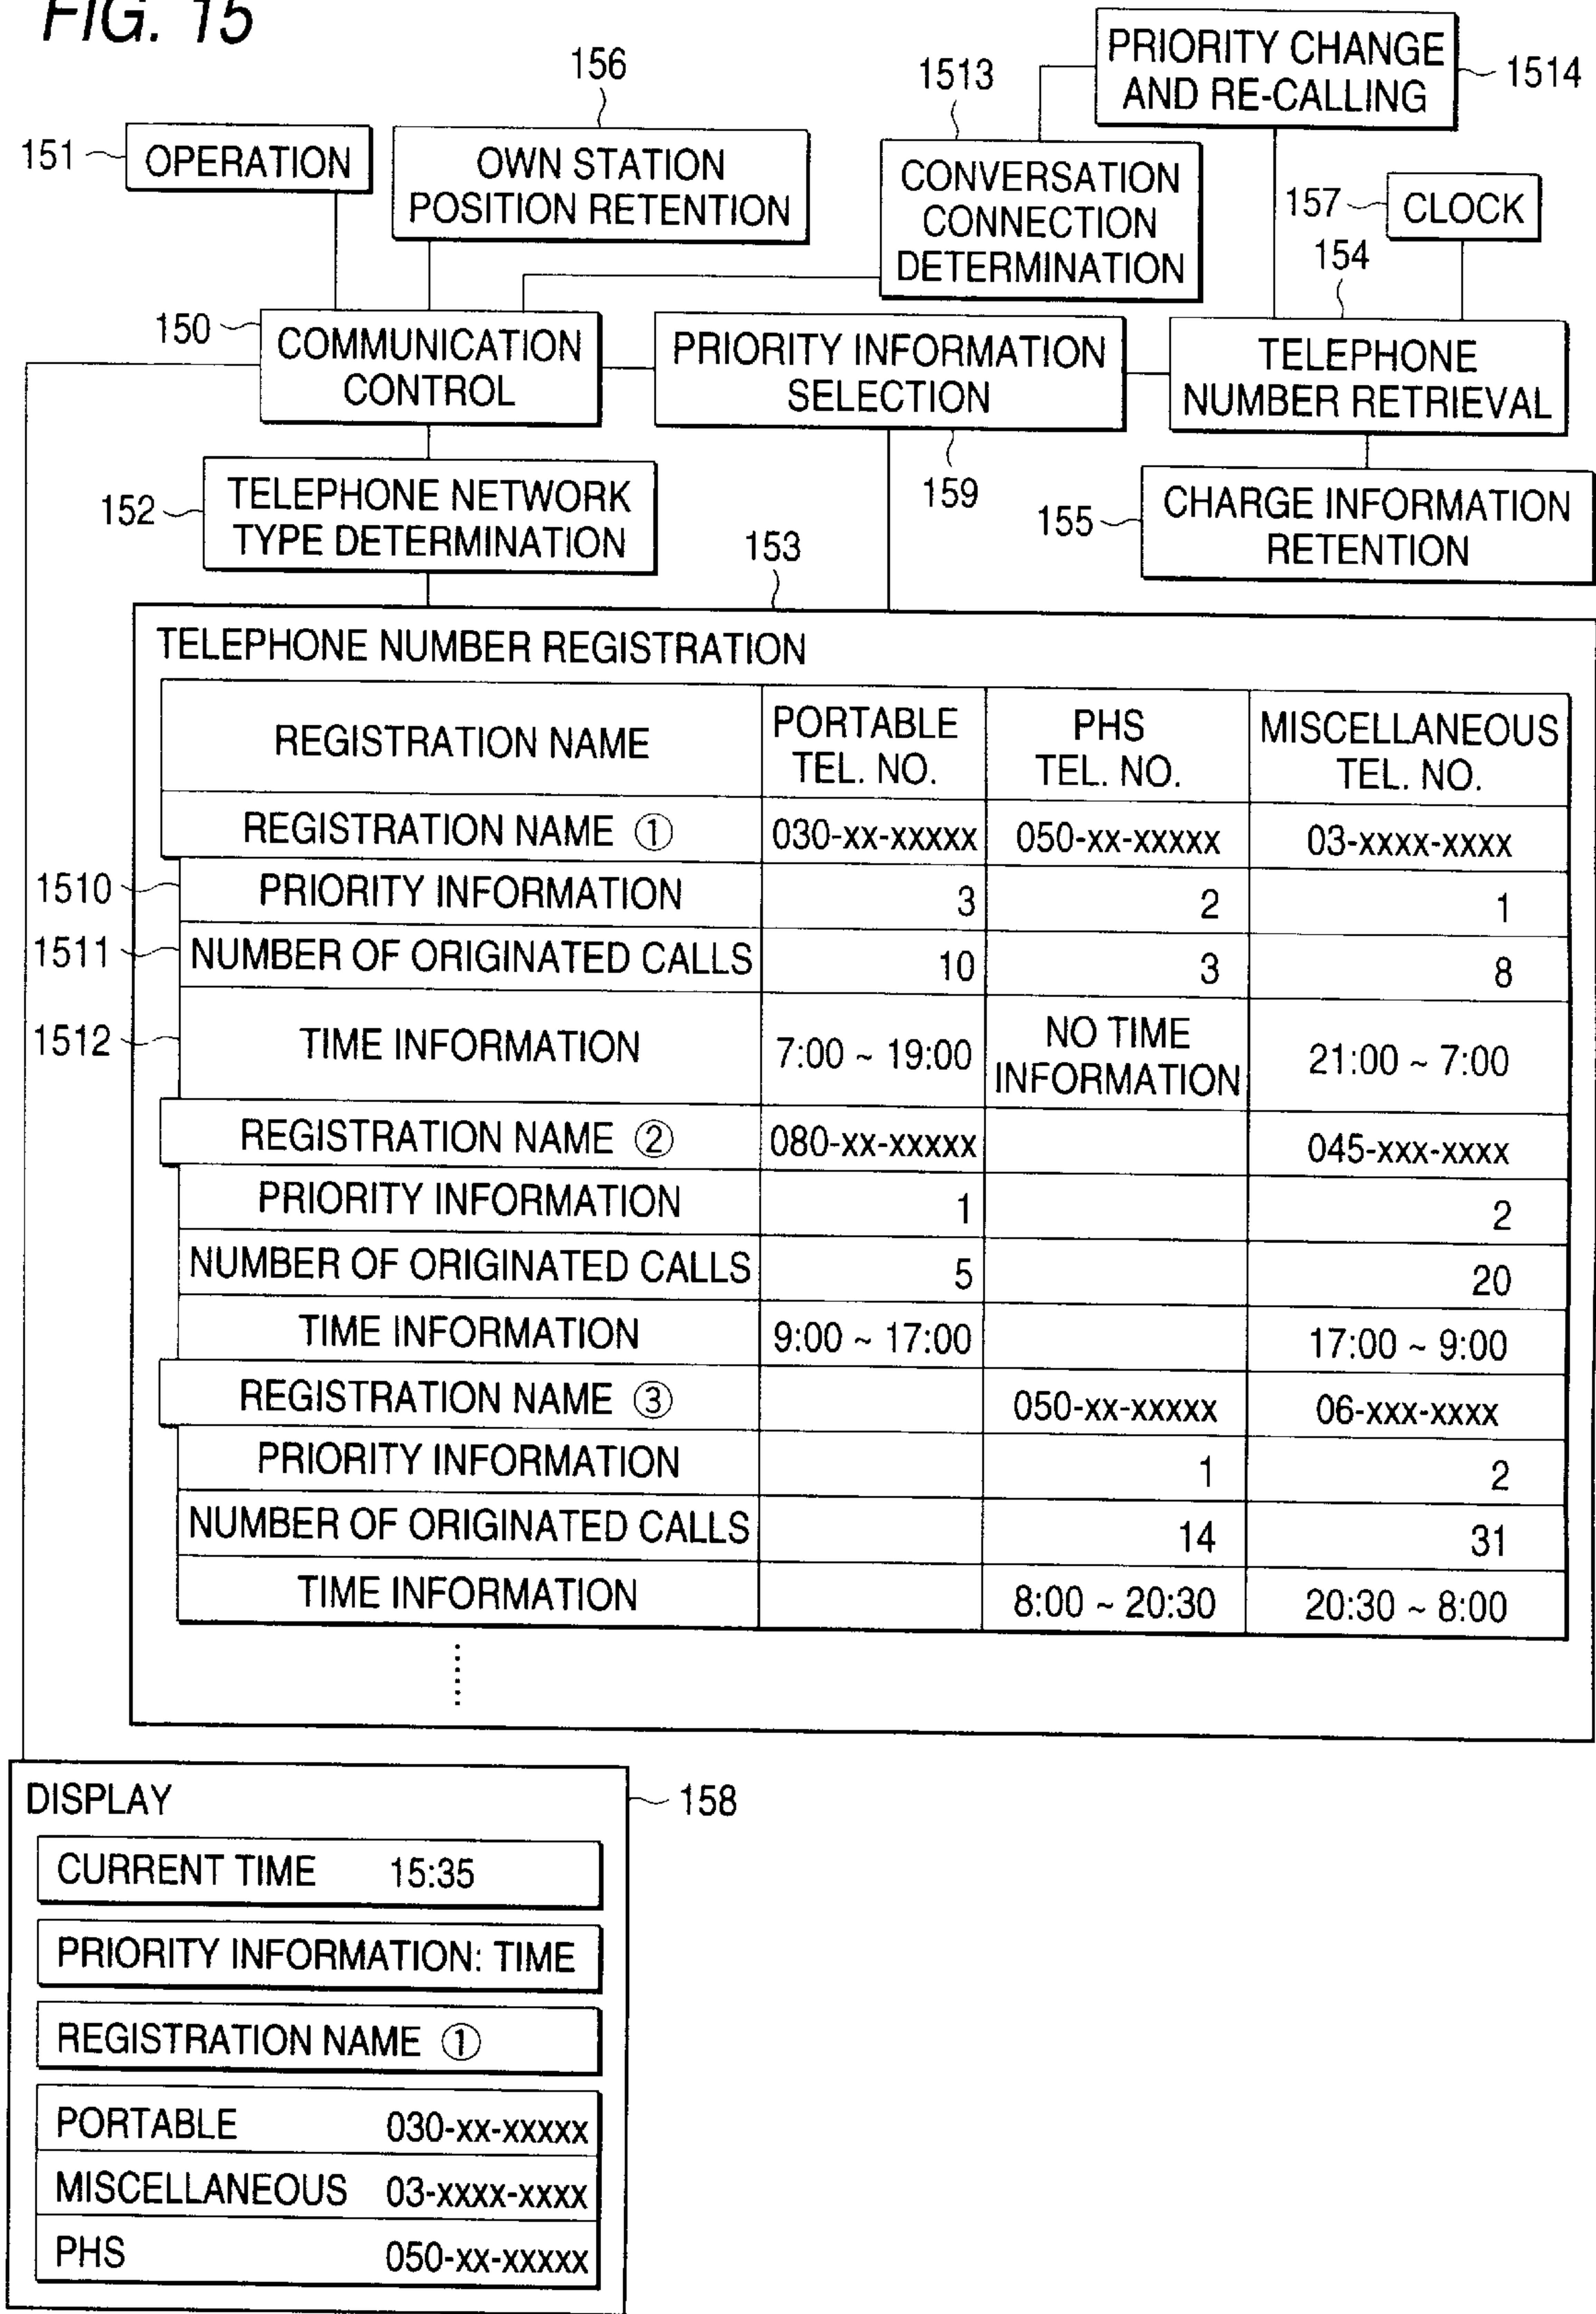 FIG. 15
156
1513
PRIORITY CHANGE
AND RE-CALLING
1514
151
OPERATION
OWN STATION
POSITION RETENTION
CONVERSATION
CONNECTION
DETERMINATION
157
CLOCK
154
150
COMMUNICATION
CONTROL
PRIORITY INFORMATION
SELECTION
TELEPHONE
NUMBER RETRIEVAL
152
TELEPHONE NETWORK
TYPE DETERMINATION
159
155
CHARGE INFORMATION
RETENTION
153
TELEPHONE NUMBER REGISTRATION
REGISTRATION NAME
PORTABLE
TEL. NO.
PHS
TEL. NO.
MISCELLANEOUS
TEL. NO.
REGISTRATION NAME ① 030-xx-xxxxx 050-xx-xxxxx 03-xxxx-xxxx
1510 PRIORITY INFORMATION 3 2 1
1511 NUMBER OF ORIGINATED CALLS 10 3 8
1512 TIME INFORMATION 7:00 ~ 19:00
NO TIME
INFORMATION
21:00 ~ 7:00
REGISTRATION NAME ② 080-xx-xxxxx 045-xxx-xxxx
PRIORITY INFORMATION 1 2
NUMBER OF ORIGINATED CALLS 5 20
TIME INFORMATION 9:00 ~ 17:00 17:00 ~ 9:00
REGISTRATION NAME ③ 050-xx-xxxxx 06-xxx-xxxx
PRIORITY INFORMATION 1 2
NUMBER OF ORIGINATED CALLS 14 31
TIME INFORMATION 8:00 ~ 20:30 20:30 ~ 8:00
DISPLAY
158
CURRENT TIME 15:35
PRIORITY INFORMATION: TIME
REGISTRATION NAME ①
PORTABLE 030-xx-xxxxx
MISCELLANEOUS 03-xxxx-xxxx
PHS 050-xx-xxxxx